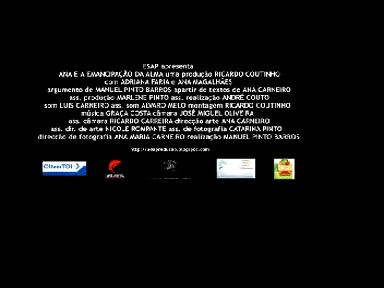 ESAP apresenta
ANA E A EMANCIPAÇÃO DA ALMA uma produção RICARDO COUTINHO
com ADRIANA FARIA e ANA MAGALHÃES
argumento de MANUEL PINTO BARROS apartir de textos de ANA CARNEIRO
ass. produção MARLENE PINTO ass. realização ANDRÉ COUTO
som LUIS CARNEIRO ass. som ALVARO MELO montagem RICARDO COUTINHO
música GRAÇA COSTA câmara JOSÉ MIGUEL OLIVEIRA
ass. câmara RICARDO CARREIRA direcção arte ANA CARNEIRO
ass. dir. de arte NICOLE ROMPANTE ass. de fotografia CATARINA PINTO
direcção de fotografia ANA MARIA CARNEIRO realização MANUEL PINTO BARROS